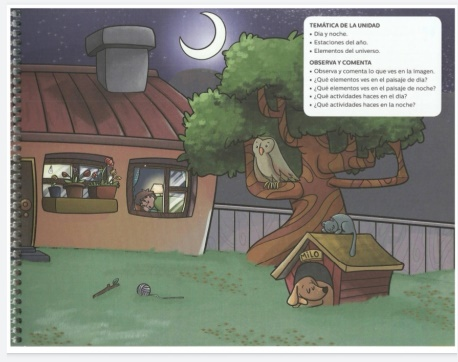 TEMÁTICA DE LA UNIDAD
• Día y noche.
• Estaciones del año.
• Elementos del universo.
OBSERVA Y COMENTA
• Observa y comenta lo que ves en la imagen.
• ¿Qué elementos ves en el paisaje de día?
• ¿Qué elementos ves en el paisaje de noche?
• ¿Qué actividades haces en el día?
• ¿Qué actividades haces en la noche?
MILO